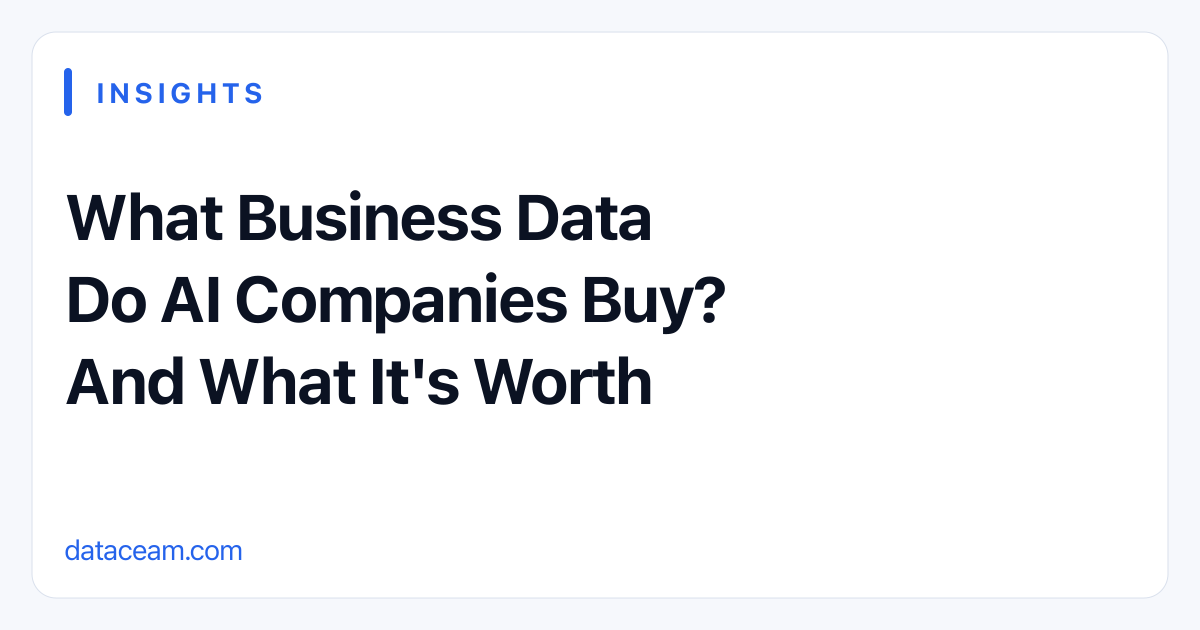 INSIGHTS
What Business Data
Do AI Companies Buy?
And What It's Worth
dataceam.com